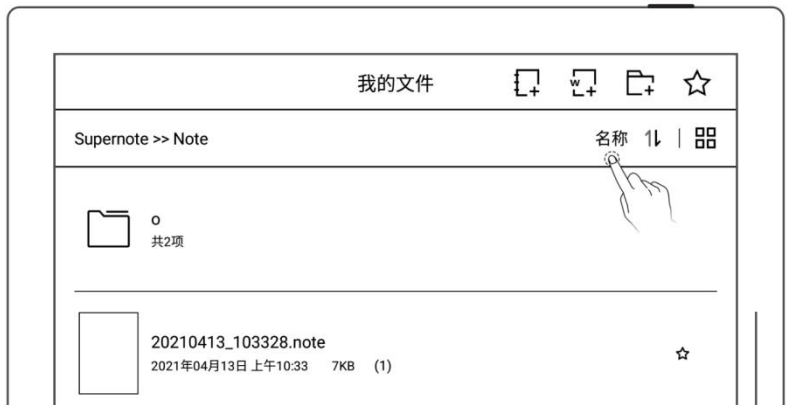 我的文件
W
Supernote >> Note
名称
o
共2项
20210413_103328.note
2021年04月13日 上午10:33 7KB (1)